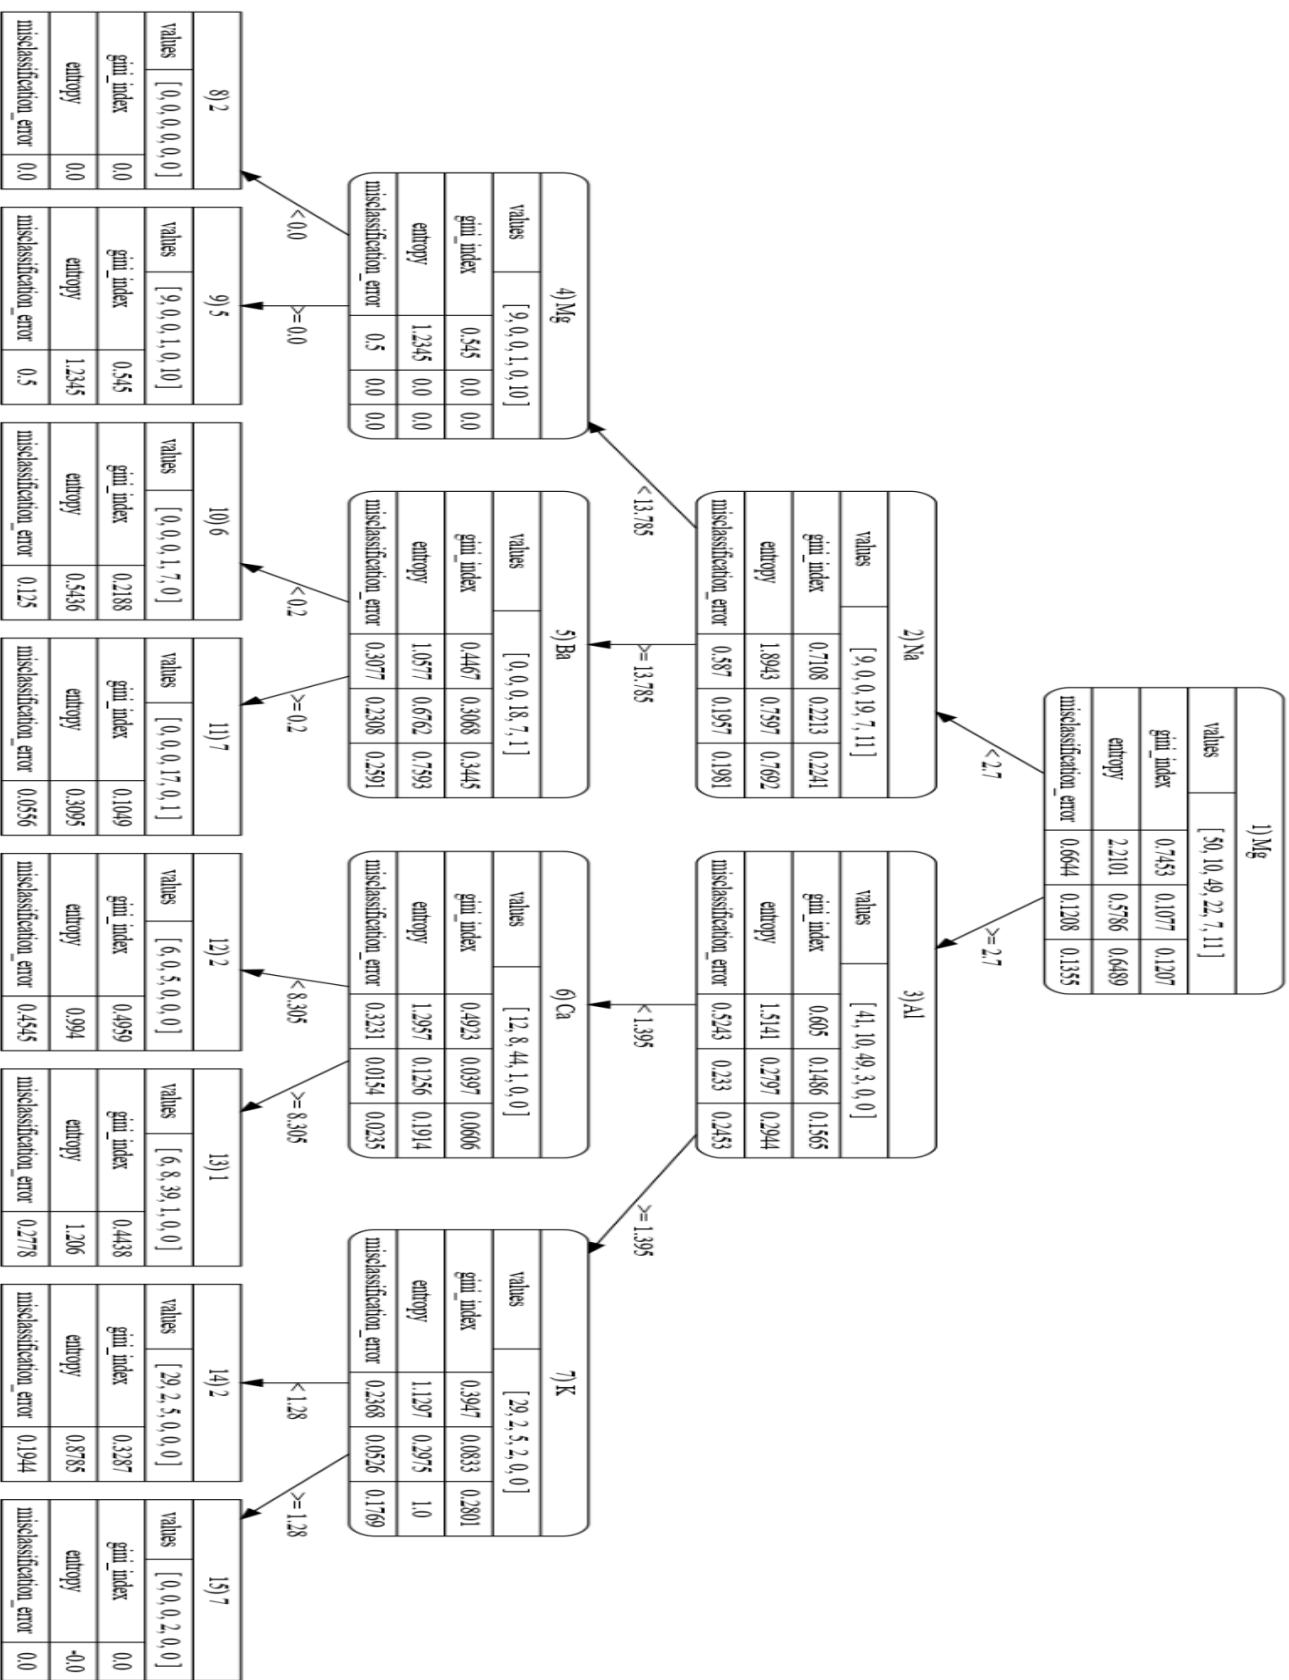 1) Mg
values [ 50, 10, 49, 22, 7, 11 ]
gini_index 0.7453 0.1077 0.1207
entropy 2.2101 0.5786 0.6489
misclassification_error 0.6644 0.1208 0.1355
< 2.7
>= 2.7
2) Na
values [ 9, 0, 0, 19, 7, 11 ]
gini_index 0.7108 0.2213 0.2241
entropy 1.8943 0.7597 0.7692
misclassification_error 0.587 0.1957 0.1981
3) Al
values [ 41, 10, 49, 3, 0, 0 ]
gini_index 0.605 0.1486 0.1565
entropy 1.5141 0.2797 0.2944
misclassification_error 0.5243 0.233 0.2453
< 13.785
>= 13.785
< 1.395
>= 1.395
4) Mg
values [ 9, 0, 0, 1, 0, 10 ]
gini_index 0.545 0.0 0.0
entropy 1.2345 0.0 0.0
misclassification_error 0.5 0.0 0.0
5) Ba
values [ 0, 0, 0, 18, 7, 1 ]
gini_index 0.4467 0.3068 0.3445
entropy 1.0577 0.6762 0.7593
misclassification_error 0.3077 0.2308 0.2591
6) Ca
values [ 12, 8, 44, 1, 0, 0 ]
gini_index 0.4923 0.0397 0.0606
entropy 1.2957 0.1256 0.1914
misclassification_error 0.3231 0.0154 0.0235
7) K
values [ 29, 2, 5, 2, 0, 0 ]
gini_index 0.3947 0.0833 0.2801
entropy 1.1297 0.2975 1.0
misclassification_error 0.2368 0.0526 0.1769
< 0.0
>= 0.0
< 0.2
>= 0.2
< 8.305
>= 8.305
< 1.28
>= 1.28
8) 2
values [ 0, 0, 0, 0, 0, 0 ]
gini_index 0.0
entropy 0.0
misclassification_error 0.0
9) 5
values [ 9, 0, 0, 1, 0, 10 ]
gini_index 0.545
entropy 1.2345
misclassification_error 0.5
10) 6
values [ 0, 0, 0, 1, 7, 0 ]
gini_index 0.2188
entropy 0.5436
misclassification_error 0.125
11) 7
values [ 0, 0, 0, 17, 0, 1 ]
gini_index 0.1049
entropy 0.3095
misclassification_error 0.0556
12) 2
values [ 6, 0, 5, 0, 0, 0 ]
gini_index 0.4959
entropy 0.994
misclassification_error 0.4545
13) 1
values [ 6, 8, 39, 1, 0, 0 ]
gini_index 0.4438
entropy 1.206
misclassification_error 0.2778
14) 2
values [ 29, 2, 5, 0, 0, 0 ]
gini_index 0.3287
entropy 0.8785
misclassification_error 0.1944
15) 7
values [ 0, 0, 0, 2, 0, 0 ]
gini_index 0.0
entropy -0.0
misclassification_error 0.0